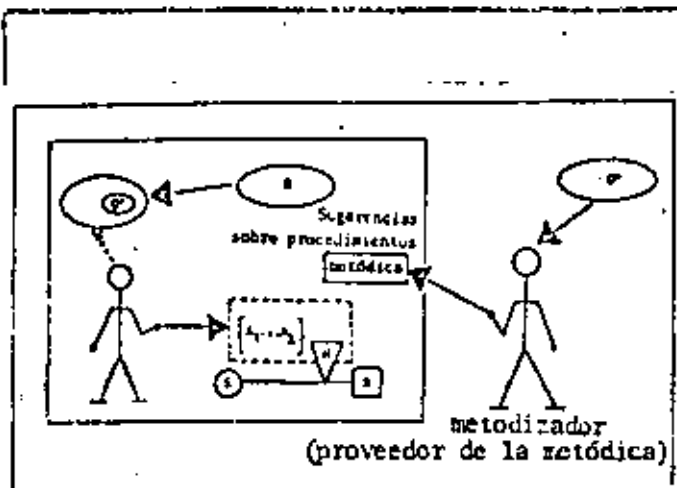 Sugerencias
sobre procedimientos
metódica
metodizador
(proveedor de la metódica)